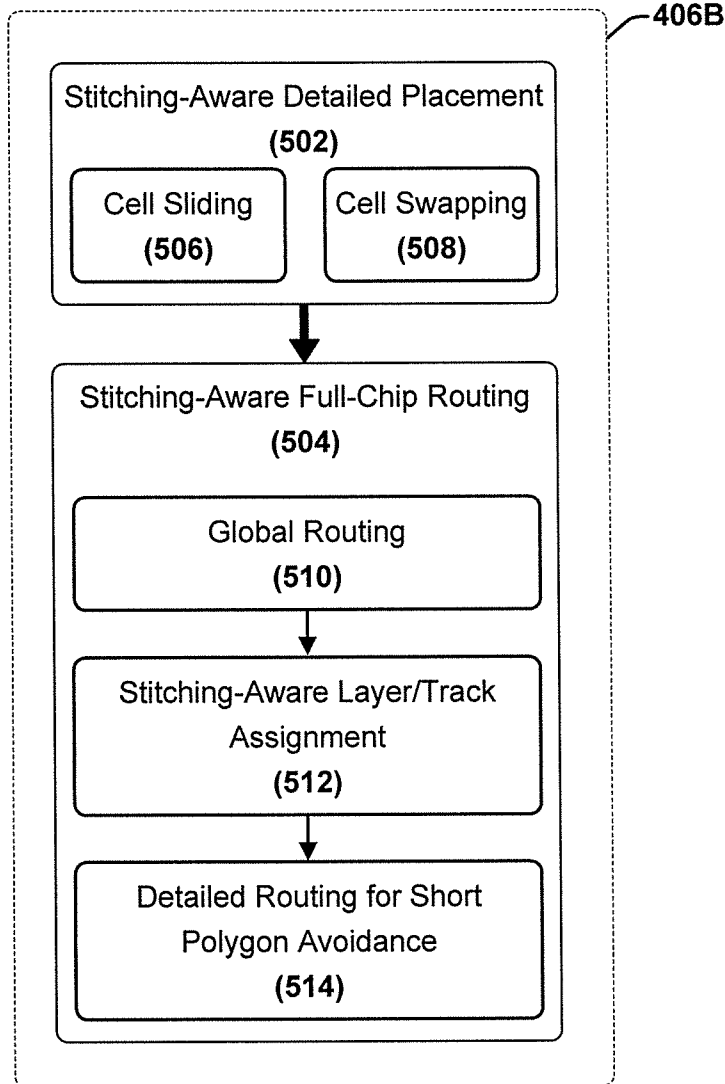 406B
Stitching-Aware Detailed Placement
(502)
Cell Sliding
(506)
Cell Swapping
(508)
Stitching-Aware Full-Chip Routing
(504)
Global Routing
(510)
Stitching-Aware Layer/Track
Assignment
(512)
Detailed Routing for Short
Polygon Avoidance
(514)